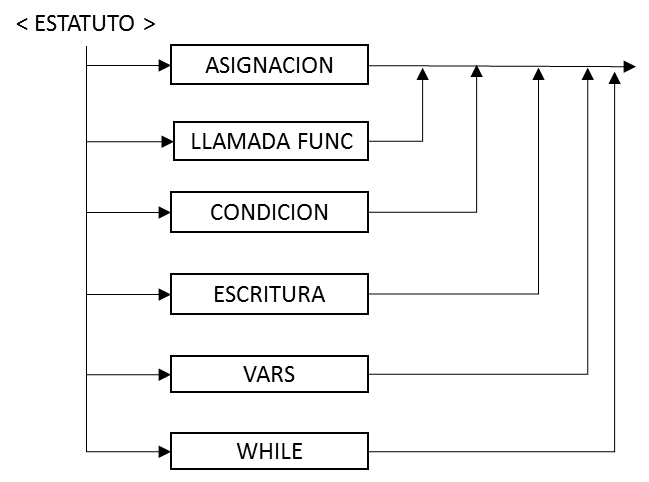 < ESTATUTO >
ASIGNACION
LLAMADA FUNC
CONDICION
ESCRITURA
VARS
WHILE